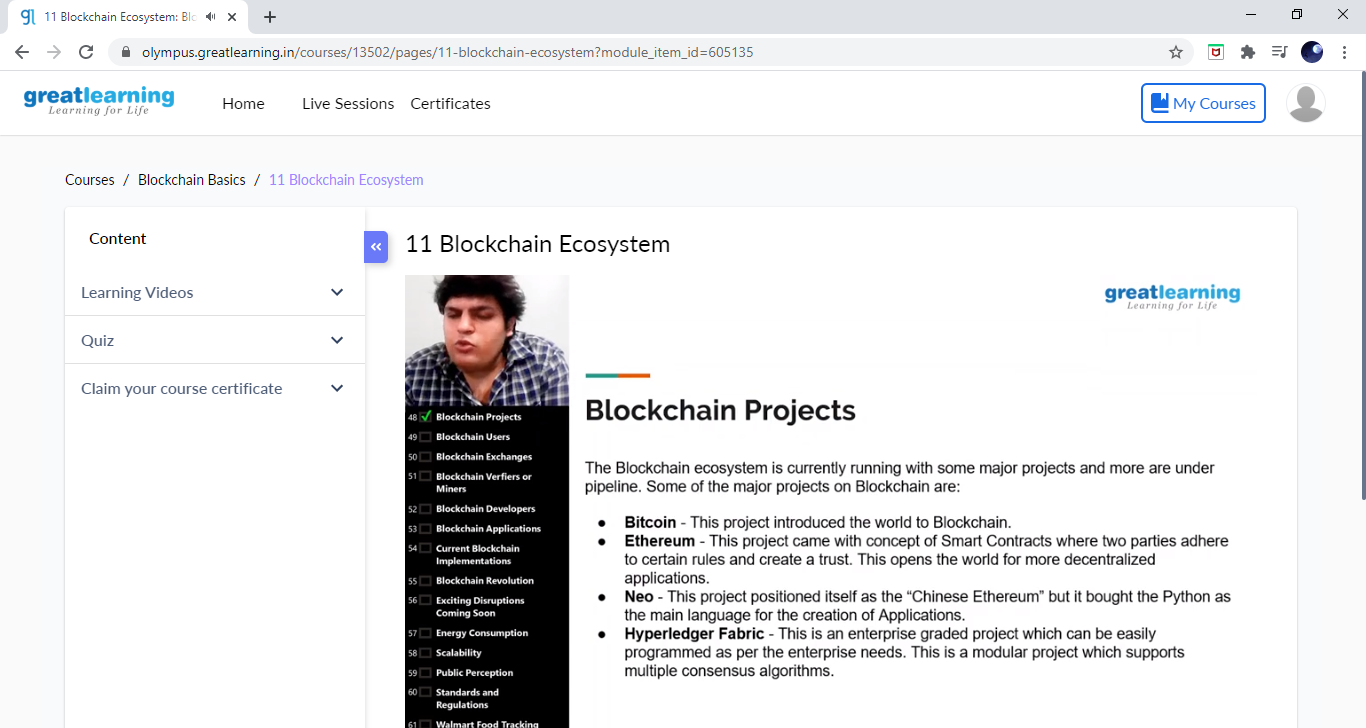 11 Blockchain Ecosystem: Blo
olympus.greatlearning.in/courses/13502/pages/11-blockchain-ecosystem?module_item_id=605135
greatlearning
Learning for Life
Home
Live Sessions
Certificates
My Courses
Courses / Blockchain Basics / 11 Blockchain Ecosystem
Content
Learning Videos
Quiz
Claim your course certificate
11 Blockchain Ecosystem
48 Blockchain Projects
49 Blockchain Users
50 Blockchain Exchanges
51 Blockchain Verfiers or
Miners
52 Blockchain Developers
53 Blockchain Applications
54 Current Blockchain
Implementations
55 Blockchain Revolution
56 Exciting Disruptions
Coming Soon
57 Energy Consumption
58 Scalability
59 Public Perception
60 Standards and
Regulations
61 Walmart Food Tracking
greatlearning
Learning for Life
Blockchain Projects
The Blockchain ecosystem is currently running with some major projects and more are under
pipeline. Some of the major projects on Blockchain are:
● Bitcoin - This project introduced the world to Blockchain.
● Ethereum - This project came with concept of Smart Contracts where two parties adhere
to certain rules and create a trust. This opens the world for more decentralized
applications.
● Neo - This project positioned itself as the “Chinese Ethereum” but it bought the Python as
the main language for the creation of Applications.
● Hyperledger Fabric - This is an enterprise graded project which can be easily
programmed as per the enterprise needs. This is a modular project which supports
multiple consensus algorithms.